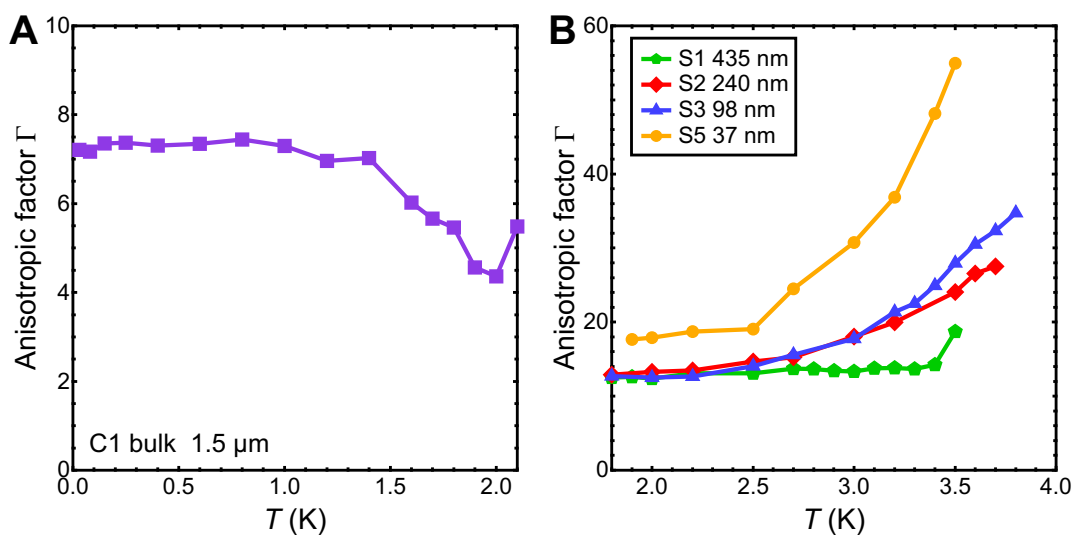 A
Anisotropic factor Γ
10
8
6
4
2
0
C1 bulk 1.5 μm
0.0 0.5 1.0 1.5 2.0
T (K)
B
Anisotropic factor Γ
60
40
20
0
S1 435 nm
S2 240 nm
S3 98 nm
S5 37 nm
2.0 2.5 3.0 3.5 4.0
T (K)